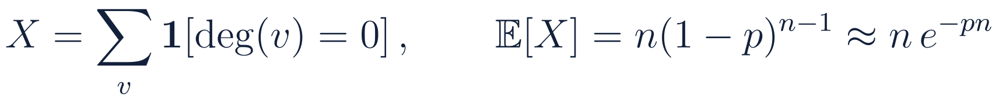 X = ∑_v 𝟏[deg(v) = 0] ,  𝔼[X] = n(1 − p)^{n−1} ≈ n e^{−pn}